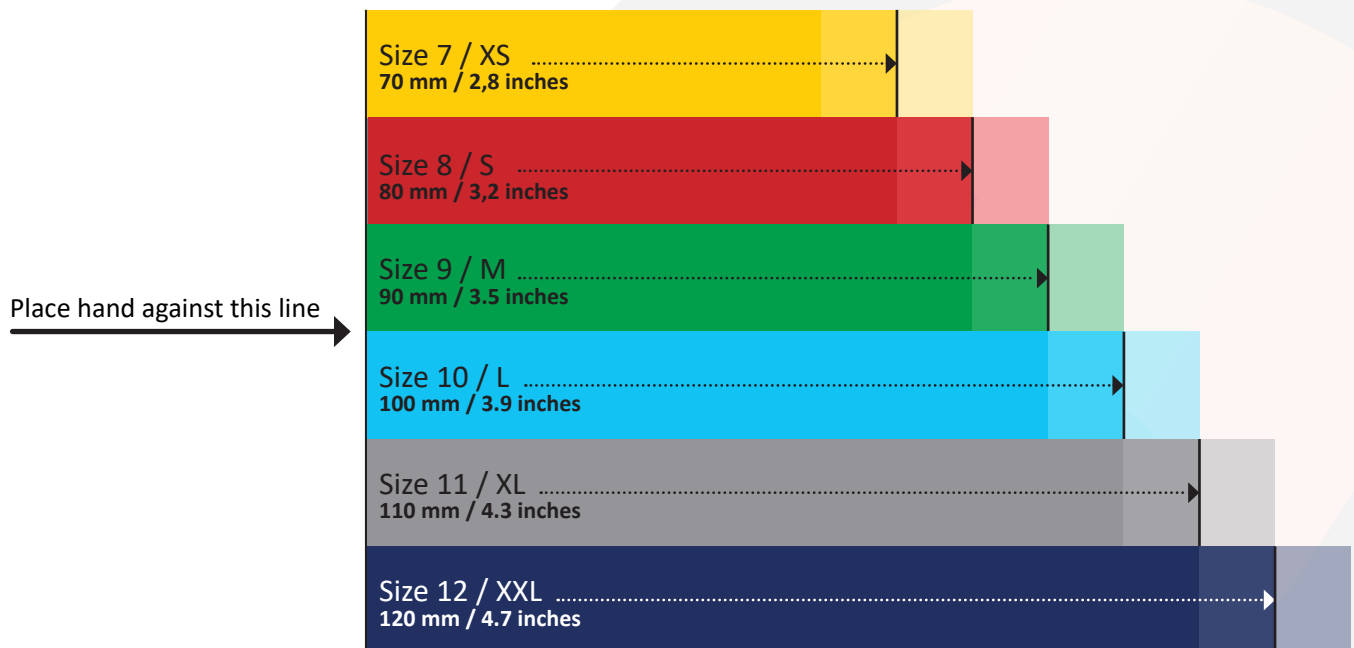 Size 7 / XS
70 mm / 2,8 inches
Size 8 / S
80 mm / 3,2 inches
Size 9 / M
90 mm / 3.5 inches
Place hand against this line
Size 10 / L
100 mm / 3.9 inches
Size 11 / XL
110 mm / 4.3 inches
Size 12 / XXL
120 mm / 4.7 inches